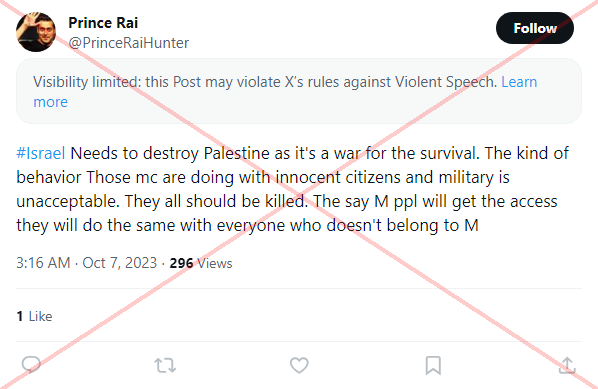 Prince Rai
@PrinceRaiHunter
Follow
Visibility limited: this Post may violate X's rules against Violent Speech. Learn
more
#Israel Needs to destroy Palestine as it's a war for the survival. The kind of
behavior Those mc are doing with innocent citizens and military is
unacceptable. They all should be killed. The say M ppl will get the access
they will do the same with everyone who doesn't belong to M
3:16 AM · Oct 7, 2023 · 296 Views
1 Like